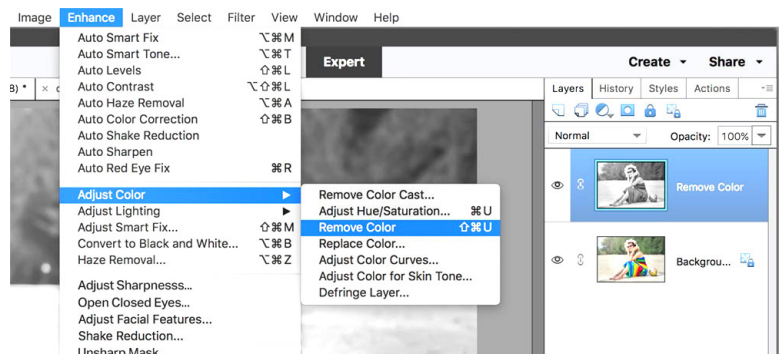 Image Enhance Layer Select Filter View Window Help
Auto Smart Fix ⌥⌘M
Auto Smart Tone... ⌥⌘T
Auto Levels ⇧⌘L
Auto Contrast ⌥⇧⌘L
Auto Haze Removal ⌥⌘A
Auto Color Correction ⇧⌘B
Auto Shake Reduction
Auto Sharpen
Auto Red Eye Fix ⌘R
Adjust Color
Adjust Lighting
Adjust Smart Fix... ⇧⌘M
Convert to Black and White... ⌥⌘B
Haze Removal... ⌥⌘Z
Adjust Sharpnesss...
Open Closed Eyes...
Adjust Facial Features...
Shake Reduction...
Unsharp Mask
Remove Color Cast...
Adjust Hue/Saturation... ⌘U
Remove Color ⇧⌘U
Replace Color...
Adjust Color Curves...
Adjust Color for Skin Tone...
Defringe Layer...
8) *
Expert
Create Share
Layers History Styles Actions
Normal Opacity: 100%
Remove Color
Backgrou...